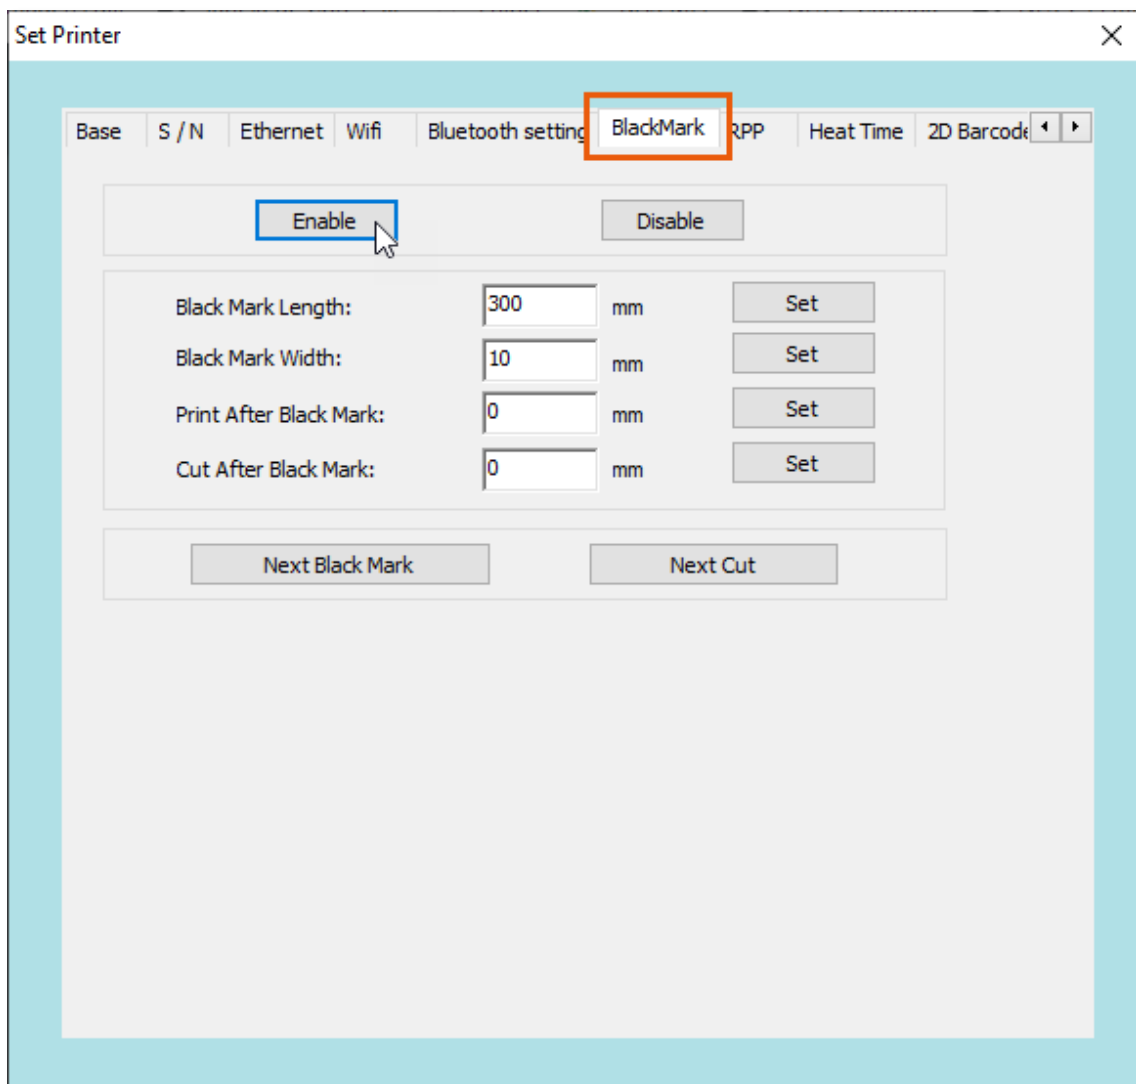 Set Printer
Base S / N Ethernet Wifi Bluetooth setting BlackMark RPP Heat Time 2D Barcode
Enable Disable
Black Mark Length: 300 mm Set
Black Mark Width: 10 mm Set
Print After Black Mark: 0 mm Set
Cut After Black Mark: 0 mm Set
Next Black Mark Next Cut